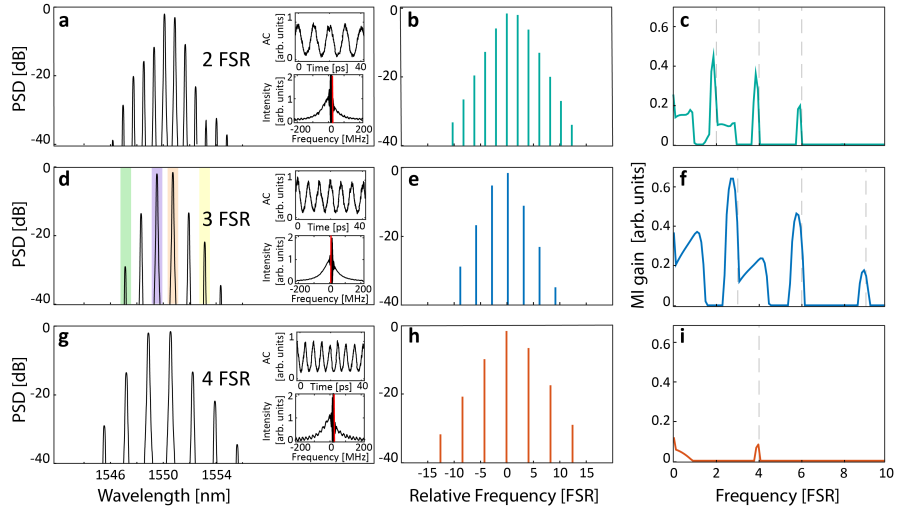 a
0
-20
-40
PSD [dB]
2 FSR
1
0
AC
[arb. units]
0 Time [ps] 40
2
1
0
Intensity
[arb. units]
-200 200
Frequency [MHz]
b
0
-20
-40
c
0.6
0.4
0.2
0
d
0
-20
-40
PSD [dB]
3 FSR
1
0
AC
[arb. units]
0 Time [ps] 40
2
1
0
Intensity
[arb. units]
-200 200
Frequency [MHz]
e
0
-20
-40
f
0.6
0.4
0.2
0
MI gain [arb. units]
g
0
-20
-40
PSD [dB]
4 FSR
1
0
AC
[arb. units]
0 Time [ps] 40
2
1
0
Intensity
[arb. units]
-200 200
Frequency [MHz]
1546 1550 1554
Wavelength [nm]
h
0
-20
-40
-15 -10 -5 0 5 10 15
Relative Frequency [FSR]
i
0.6
0.4
0.2
0
0 2 4 6 8 10
Frequency [FSR]